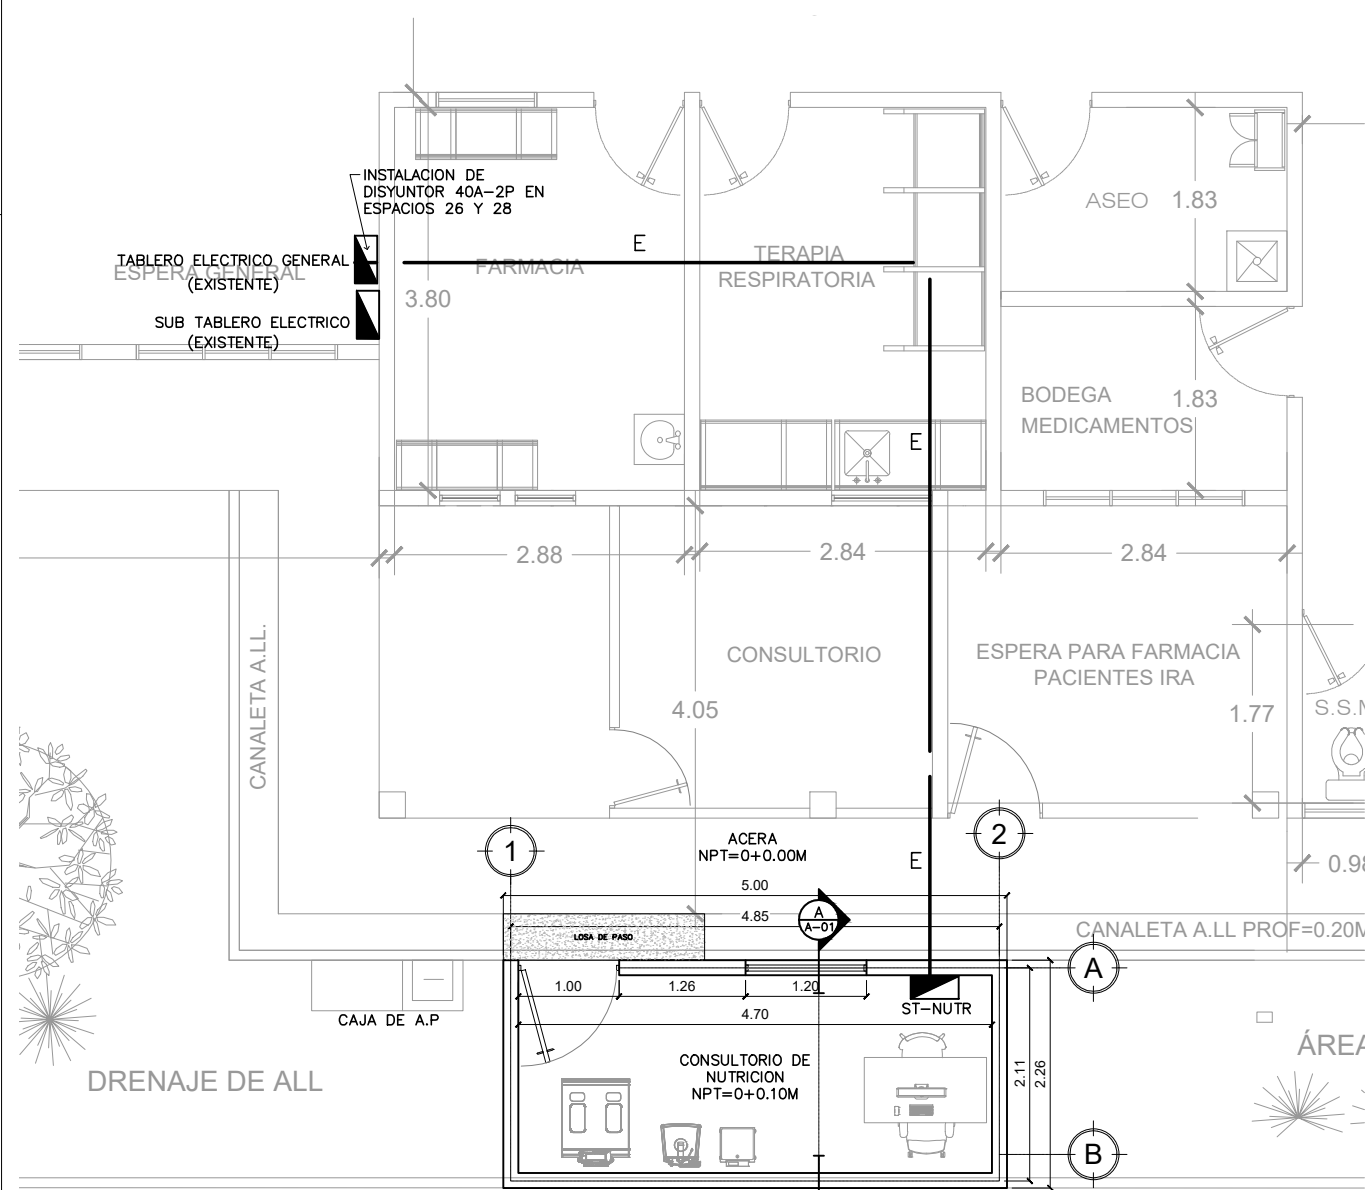 INSTALACION DE
DISYUNTOR 40A-2P EN
ESPACIOS 26 Y 28
ASEO
1.83
E
TABLERO ELECTRICO GENERAL
(EXISTENTE)
ESPERA GENERAL
FARMACIA
TERAPIA
RESPIRATORIA
3.80
SUB TABLERO ELECTRICO
(EXISTENTE)
BODEGA
MEDICAMENTOS
1.83
E
2.88
2.84
2.84
CANALETA A.LL.
CONSULTORIO
ESPERA PARA FARMACIA
PACIENTES IRA
4.05
1.77
1
ACERA
NPT=0+0.00M
2
E
0.98
5.00
4.85
A
A-01
LOSA DE PASO
CANALETA A.LL PROF=0.20M
A
1.00
1.26
1.20
4.70
ST-NUTR
CAJA DE A.P
DRENAJE DE ALL
CONSULTORIO DE
NUTRICION
NPT=0+0.10M
2.11
2.26
B